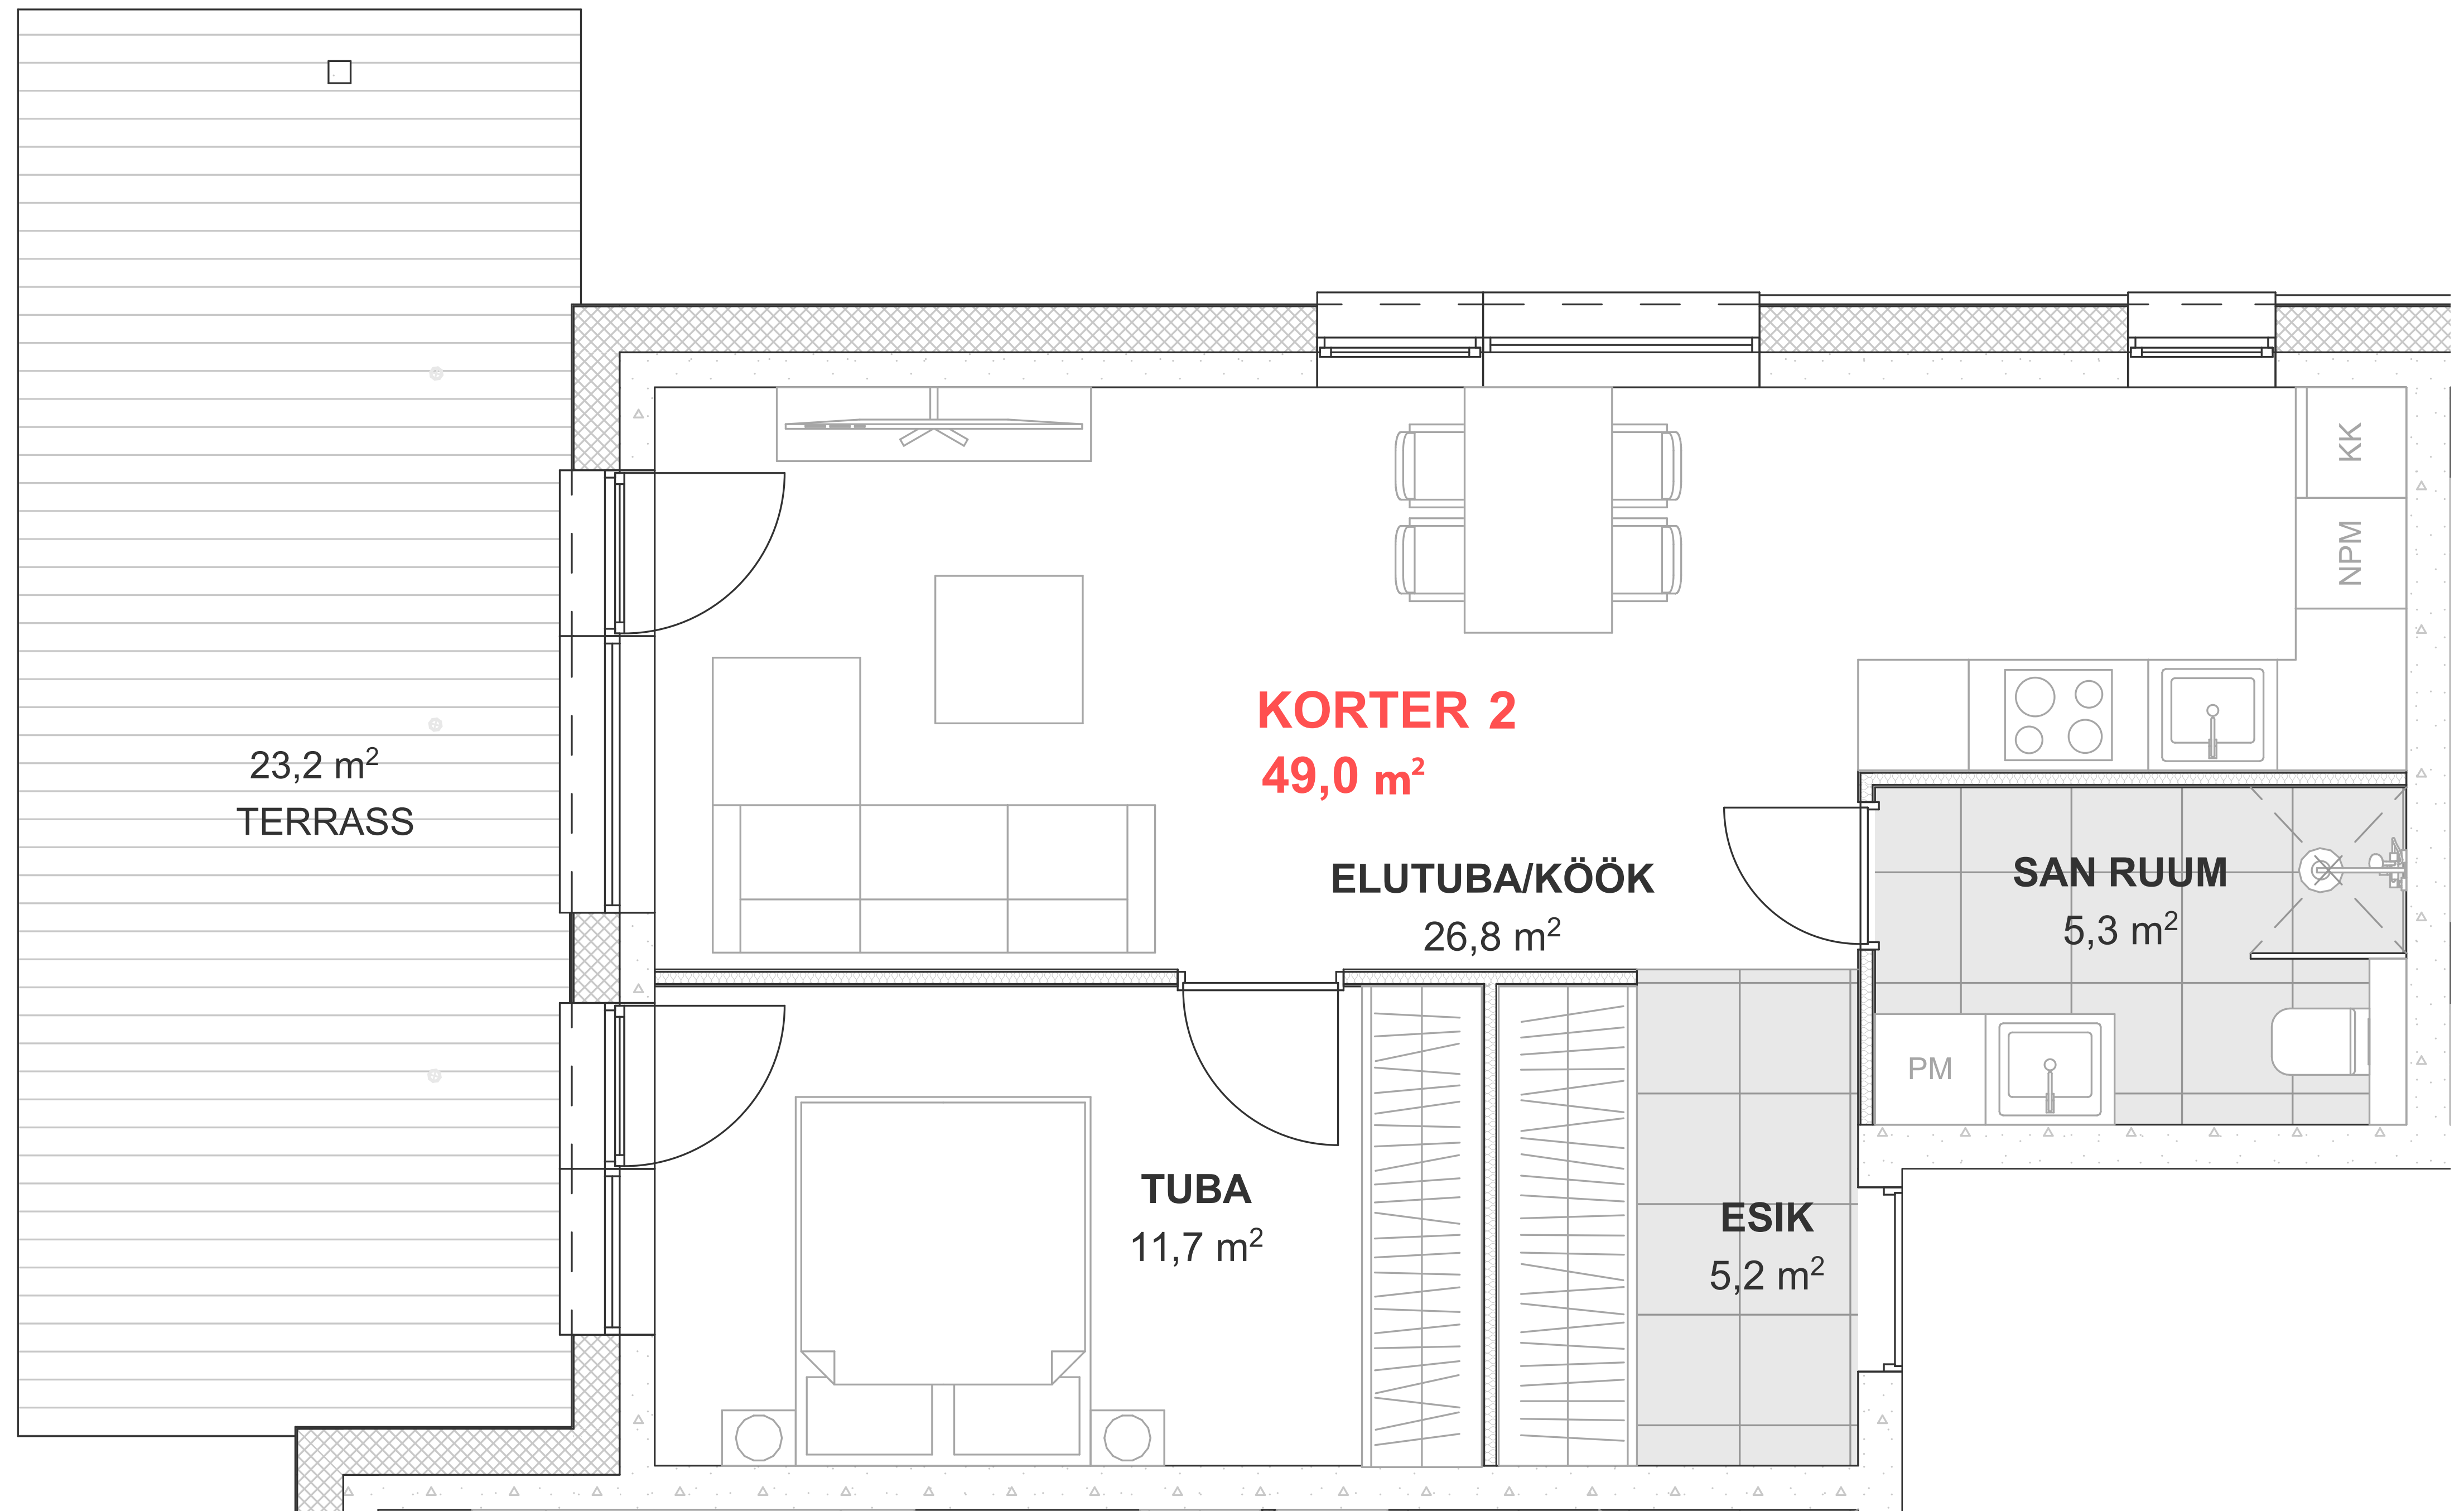 KK
NPM
KORTER 2
49,0 m²
23,2 m²
TERRASS
ELUTUBA/KÖÖK
26,8 m²
SAN RUUM
5,3 m²
PM
TUBA
11,7 m²
ESIK
5,2 m²